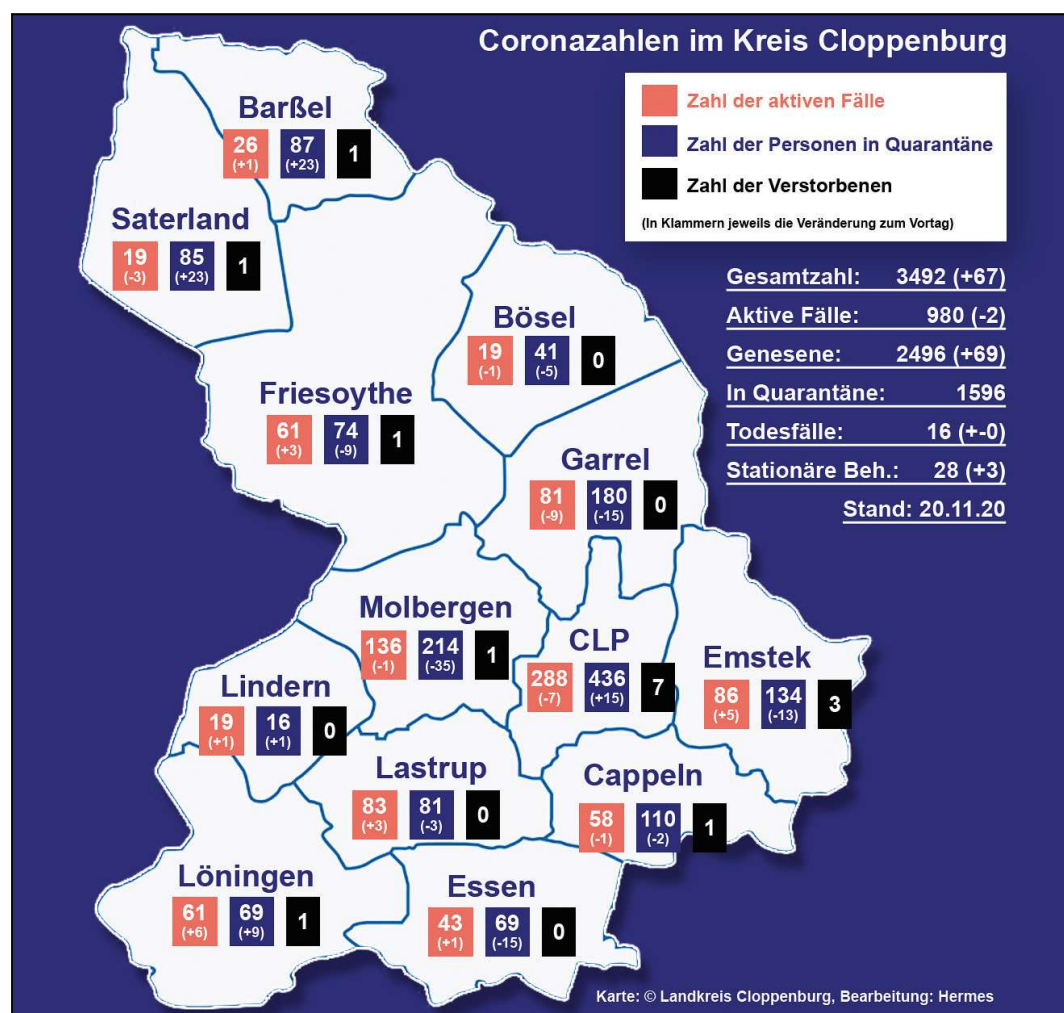 Coronazahlen im Kreis Cloppenburg
Zahl der aktiven Fälle
Zahl der Personen in Quarantäne
Zahl der Verstorbenen
(In Klammern jeweils die Veränderung zum Vortag)
Gesamtzahl: 3492 (+67)
Aktive Fälle: 980 (-2)
Genesene: 2496 (+69)
In Quarantäne: 1596
Todesfälle: 16 (+-0)
Stationäre Beh.: 28 (+3)
Stand: 20.11.20
Barßel
26 87 1
(+1) (+23)
Saterland
19 85 1
(-3) (+23)
Bösel
19 41 0
(-1) (-5)
Friesoythe
61 74 1
(+3) (-9)
Garrel
81 180 0
(-9) (-15)
Molbergen
136 214 1
(-1) (-35)
CLP
288 436 7
(-7) (+15)
Emstek
86 134 3
(+5) (-13)
Lindern
19 16 0
(+1) (+1)
Lastrup
83 81 0
(+3) (-3)
Cappeln
58 110 1
(-1) (-2)
Löningen
61 69 1
(+6) (+9)
Essen
43 69 0
(+1) (-15)
Karte: © Landkreis Cloppenburg, Bearbeitung: Hermes